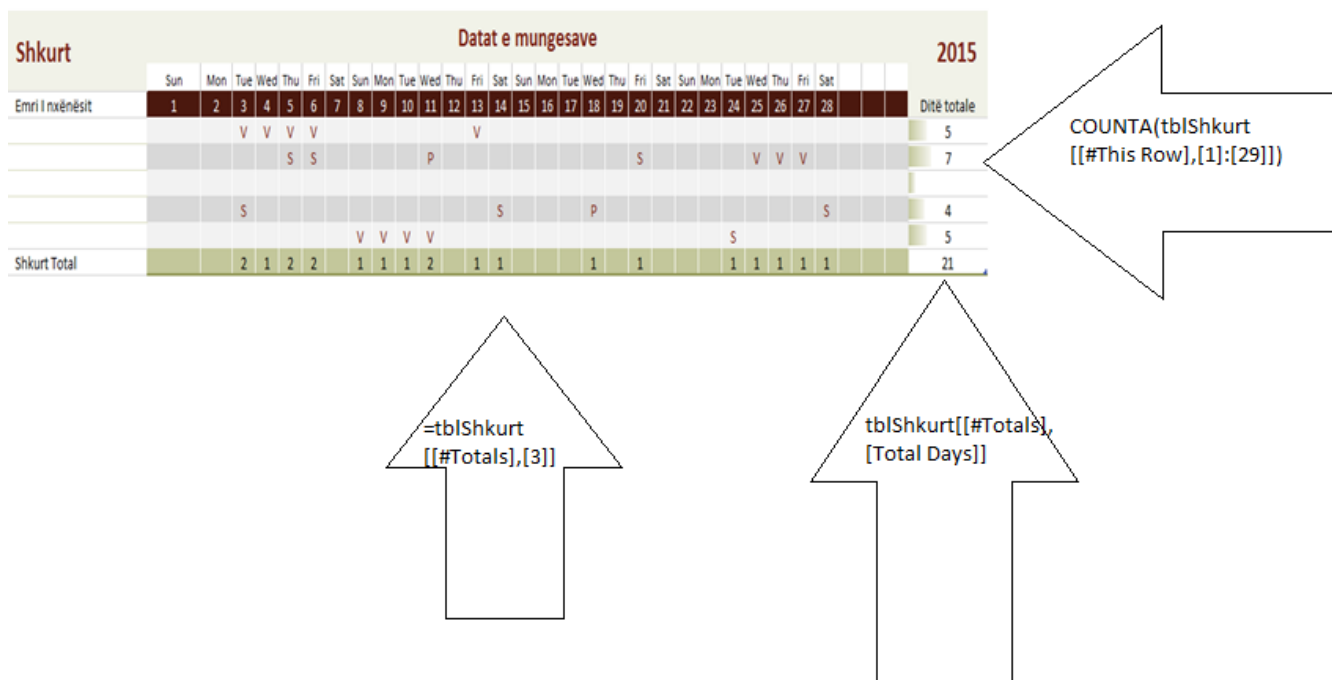 Shkurt Datat e mungesave 2015
Sun Mon Tue Wed Thu Fri Sat Sun Mon Tue Wed Thu Fri Sat Sun Mon Tue Wed Thu Fri Sat Sun Mon Tue Wed Thu Fri Sat
Emri I nxënësit 1 2 3 4 5 6 7 8 9 10 11 12 13 14 15 16 17 18 19 20 21 22 23 24 25 26 27 28 Ditë totale
V V V V V 5
S S P S V V V 7
S S P S 4
V V V V S 5
Shkurt Total 2 1 2 2 1 1 1 2 1 1 1 1 1 1 1 1 1 21
COUNTA(tblShkurt
[[#This Row],[1]:[29]])
=tblShkurt
[[#Totals],[3]]
tblShkurt[[#Totals],
[Total Days]]